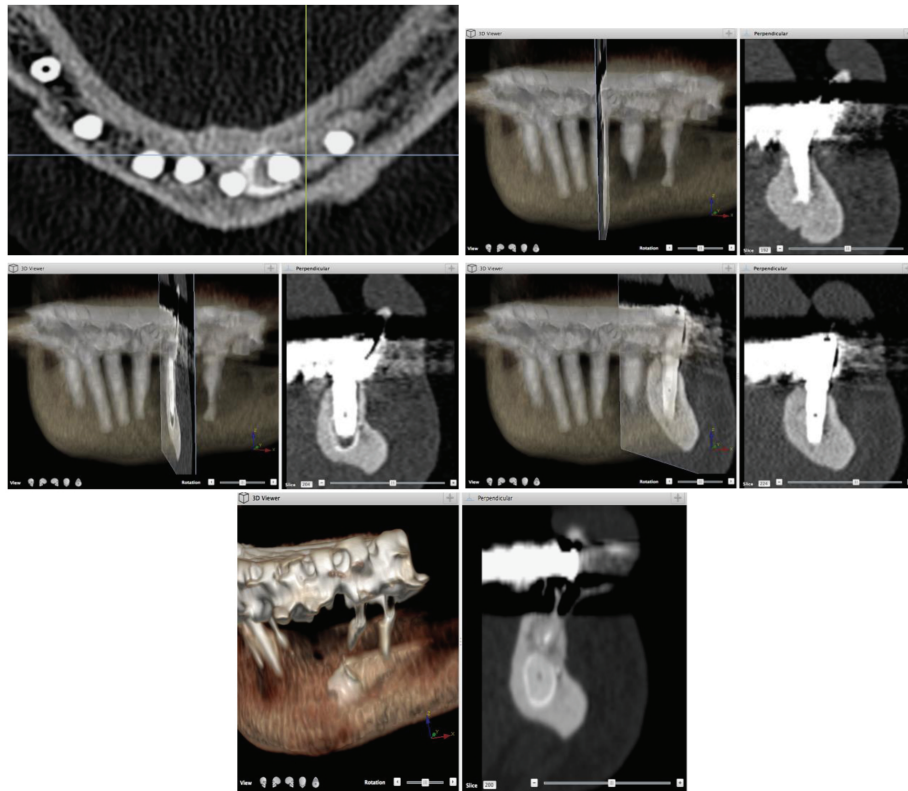 3D Viewer
Perpendicular
View
Rotation
Slice
3D Viewer
Perpendicular
View
Rotation
Slice
3D Viewer
Perpendicular
View
Rotation
Slice
3D Viewer
Perpendicular
View
Rotation
Slice 200